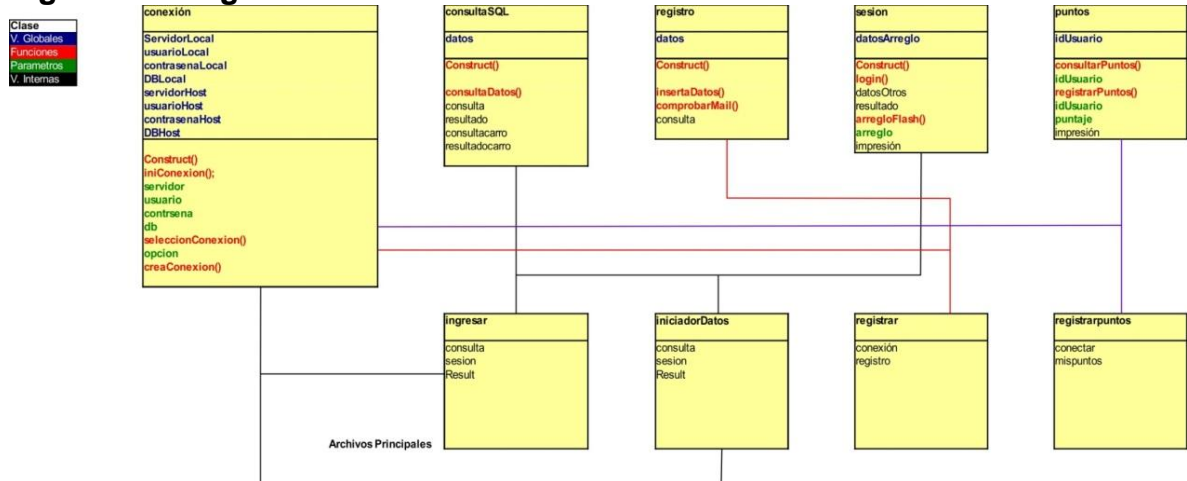 Clase
V. Globales
Funciones
Parametros
V. Internas
conexión
ServidorLocal
usuarioLocal
contrasenaLocal
DBLocal
servidorHost
usuarioHost
contrasenaHost
DBHost
Construct()
iniConexion();
servidor
usuario
contrsena
db
seleccionConexion()
opcion
creaConexion()
consultaSQL
datos
Construct()
consultaDatos()
consulta
resultado
consultacarro
resultadocarro
registro
datos
Construct()
insertaDatos()
comprobarMail()
consulta
sesion
datosArreglo
Construct()
login()
datosOtros
resultado
arregloFlash()
arreglo
impresión
puntos
idUsuario
consultarPuntos()
idUsuario
registrarPuntos()
idUsuario
puntaje
impresión
ingresar
consulta
sesion
Result
iniciadorDatos
consulta
sesion
Result
registrar
conexión
registro
registrarpuntos
conectar
mispuntos
Archivos Principales